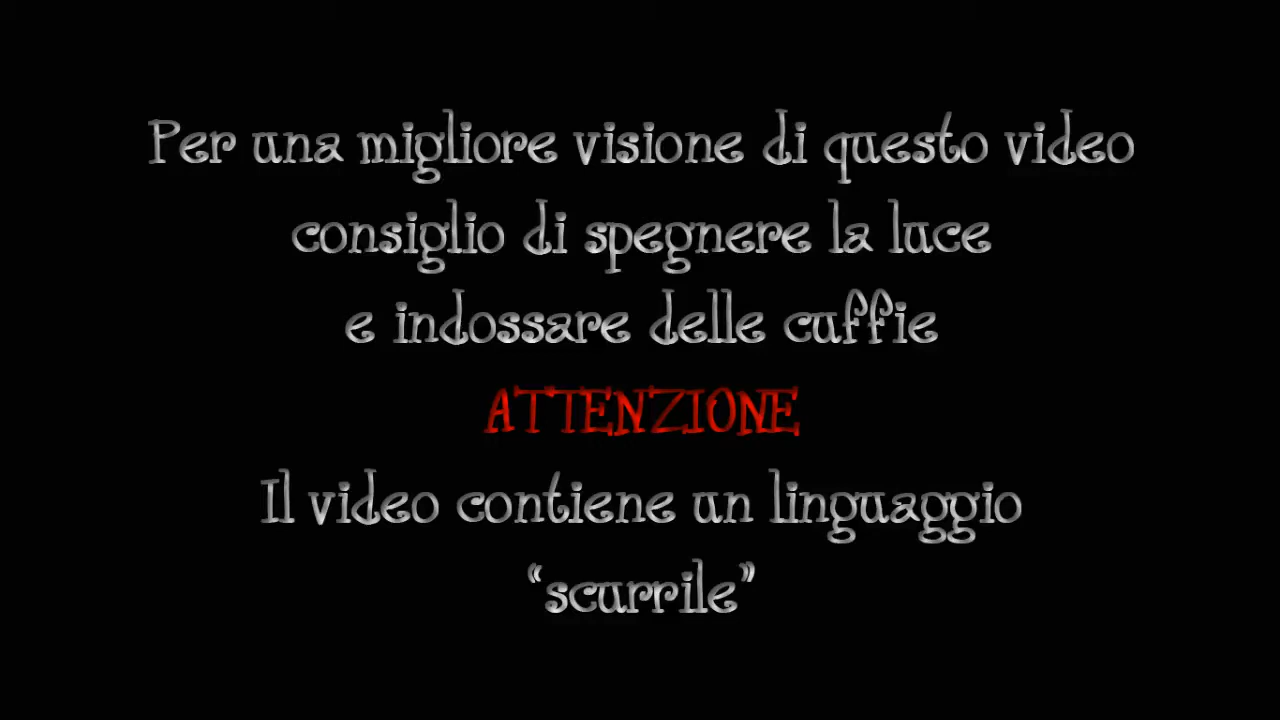 Per una migliore visione di questo video
consiglio di spegnere la luce
e indossare delle cuffie
ATTENZIONE
Il video contiene un linguaggio
“scurrile”